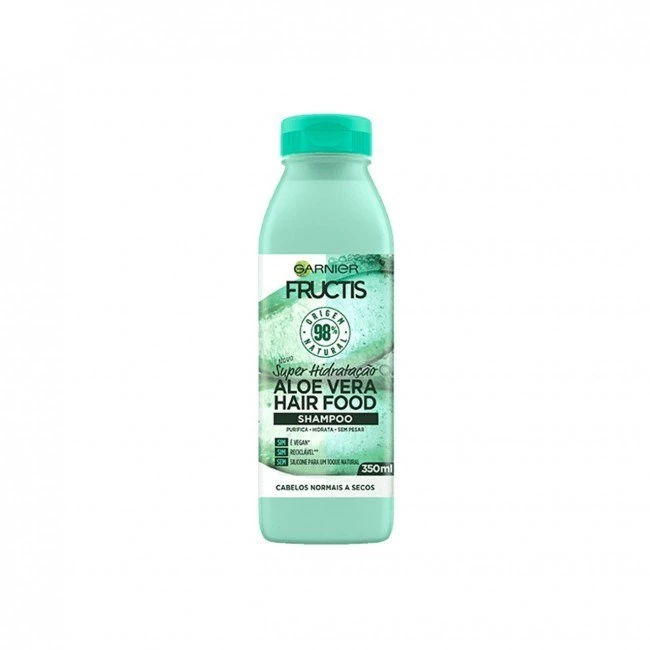 GARNIER
FRUCTIS
ORIGEM
98%
NATURAL
NOVO
Super Hidratação
ALOE VERA
HAIR FOOD
SHAMPOO
PURIFICA • HIDRATA • SEM PESAR
SIM É VEGAN*
SIM RECICLÁVEL**
SEM SILICONE PARA UM TOQUE NATURAL
350ml
CABELOS NORMAIS A SECOS